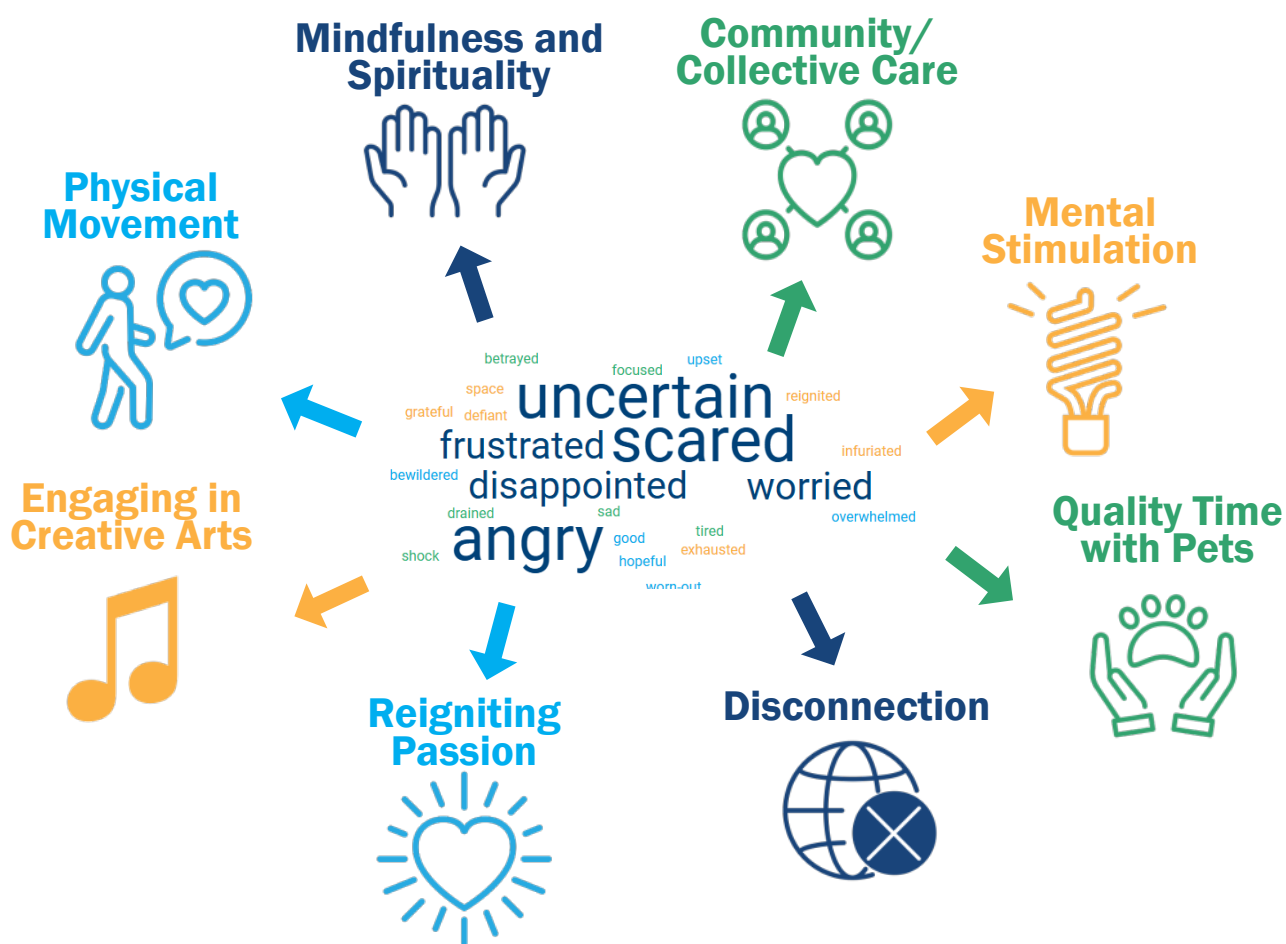 Mindfulness and
Spirituality
Community/
Collective Care
Physical
Movement
Mental
Stimulation
betrayed
focused
upset
space
uncertain
reignited
grateful
defiant
frustrated
scared
infuriated
bewildered
disappointed
worried
drained
sad
overwhelmed
angry
good
tired
shock
hopeful
exhausted
worn-out
Engaging in
Creative Arts
Quality Time
with Pets
Reigniting
Passion
Disconnection